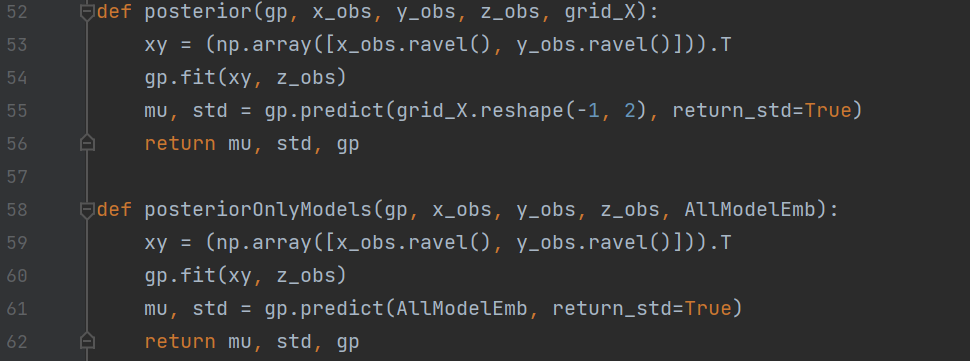 52 def posterior(gp, x_obs, y_obs, z_obs, grid_X):
53     xy = (np.array([x_obs.ravel(), y_obs.ravel()])).T
54     gp.fit(xy, z_obs)
55     mu, std = gp.predict(grid_X.reshape(-1, 2), return_std=True)
56     return mu, std, gp
57
58 def posteriorOnlyModels(gp, x_obs, y_obs, z_obs, AllModelEmb):
59     xy = (np.array([x_obs.ravel(), y_obs.ravel()])).T
60     gp.fit(xy, z_obs)
61     mu, std = gp.predict(AllModelEmb, return_std=True)
62     return mu, std, gp